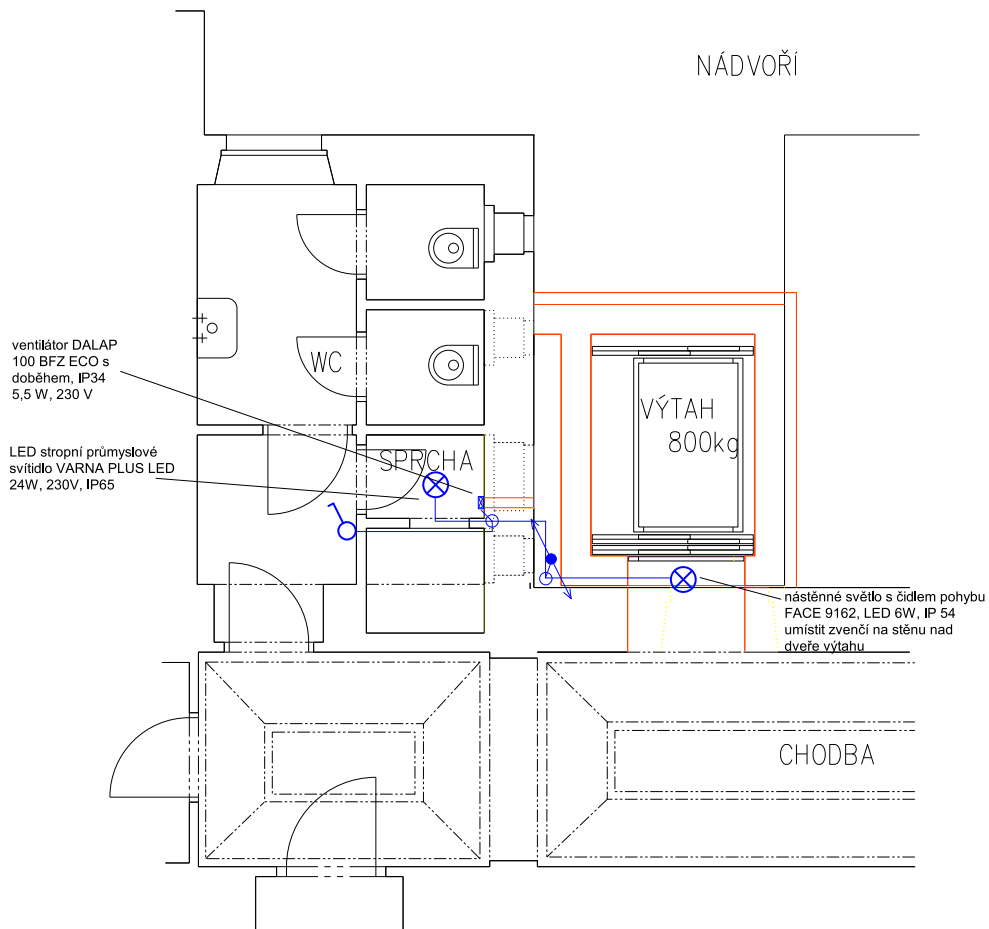 NÁDVOŘÍ
ventilátor DALAP
100 BFZ ECO s
doběhem, IP34
5,5 W, 230 V
WC
VÝTAH
800kg
LED stropní průmyslové
svítidlo VARNA PLUS LED
24W, 230V, IP65
SPRCHA
nástěnné světlo s čidlem pohybu
FACE 9162, LED 6W, IP 54
umístit zvenčí na stěnu nad
dveře výtahu
CHODBA